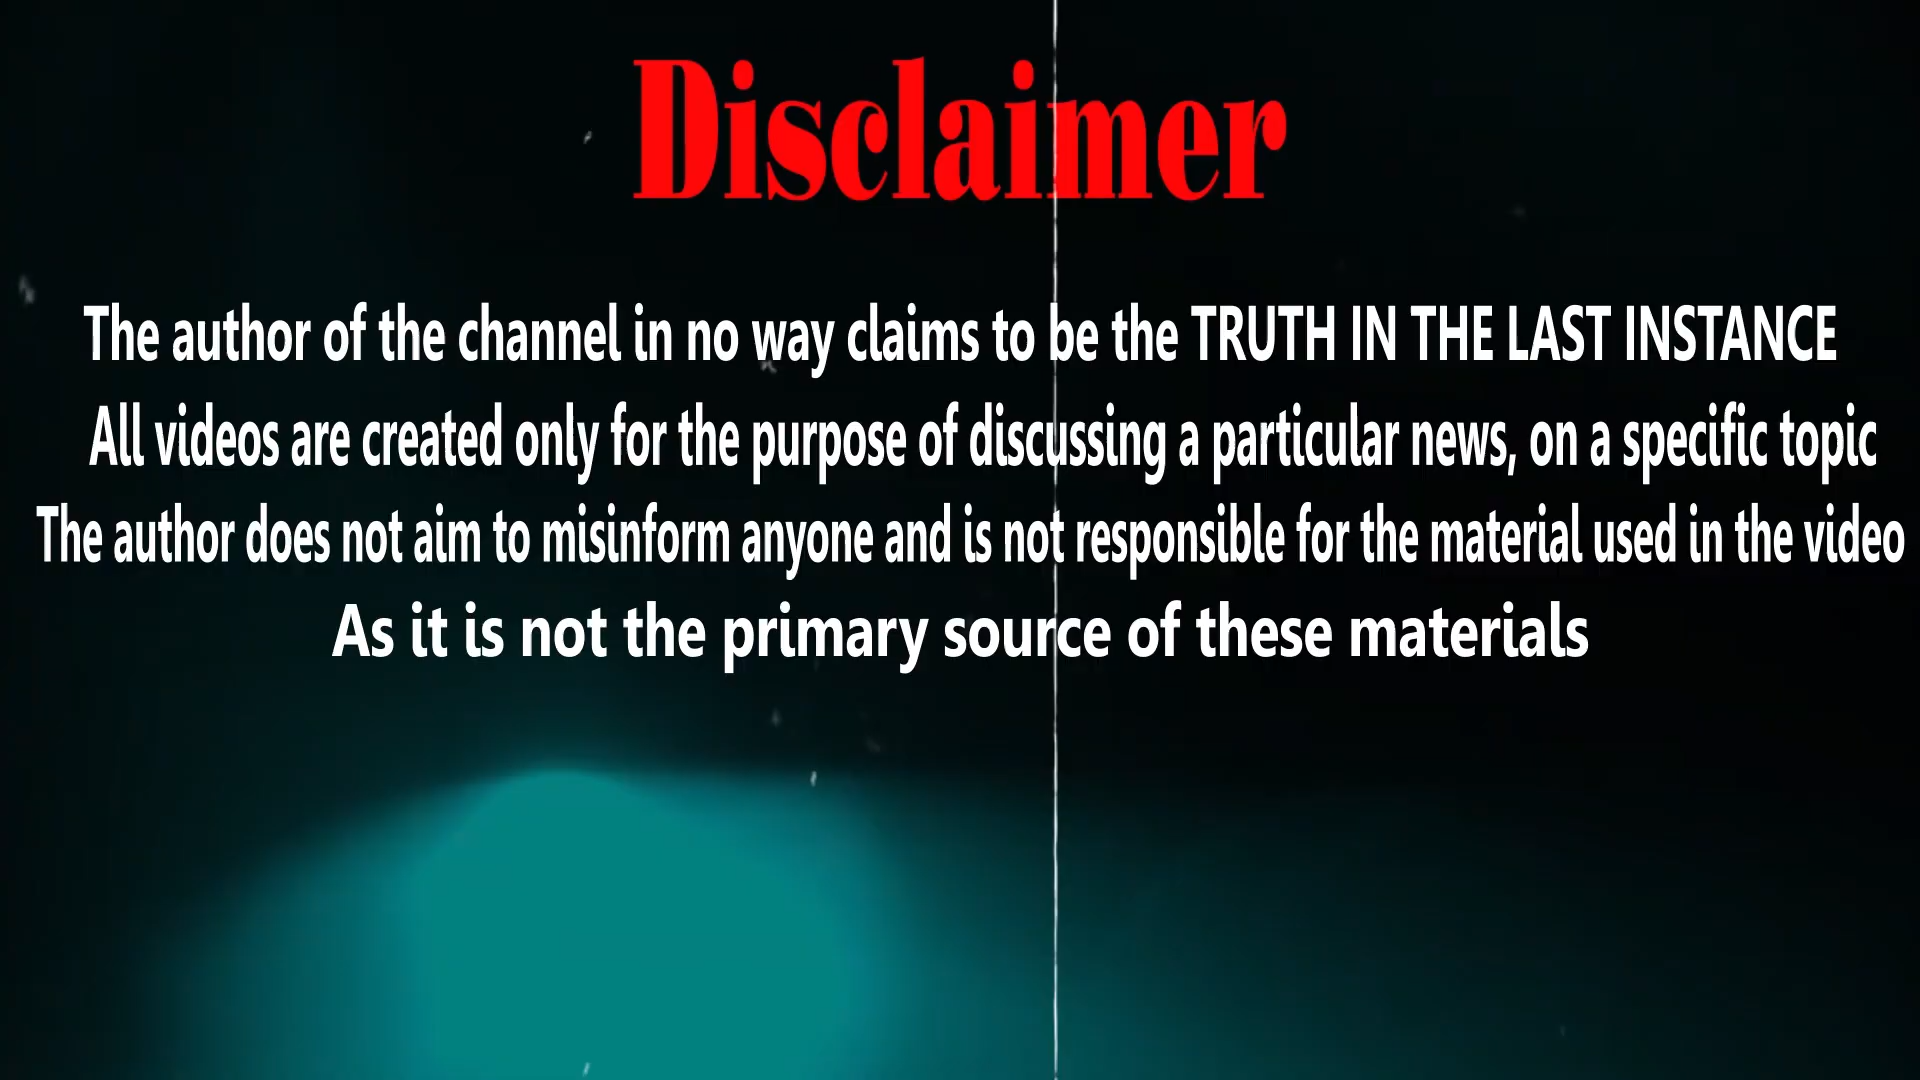 Disclaimer
The author of the channel in no way claims to be the TRUTH IN THE LAST INSTANCE
All videos are created only for the purpose of discussing a particular news, on a specific topic
The author does not aim to misinform anyone and is not responsible for the material used in the video
As it is not the primary source of these materials